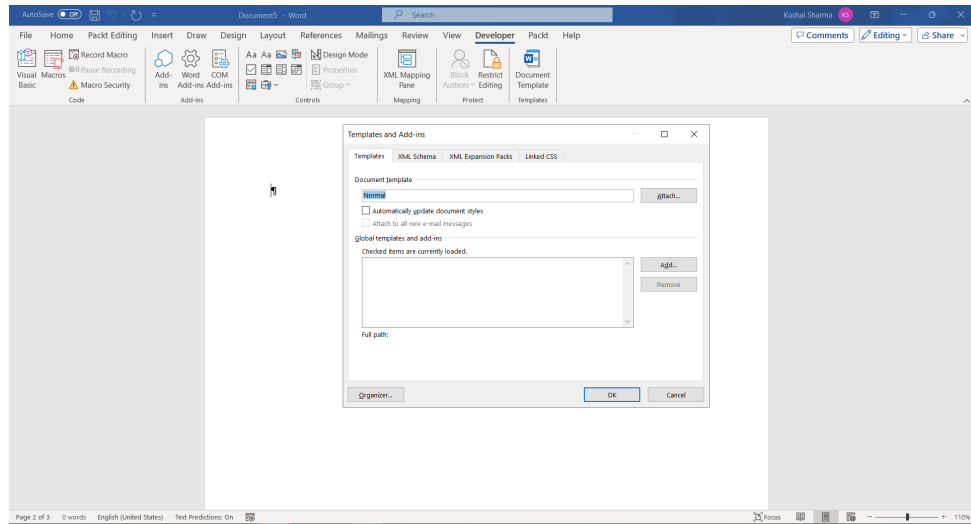 AutoSave Off Document5 - Word Search Kushal Sharma KS
File Home Packt Editing Insert Draw Design Layout References Mailings Review View Developer Packt Help Comments Editing Share
Record Macro Aa Aa Design Mode
Pause Recording Properties
Macro Security Group
Visual Basic Macros Add-ins Word Add-ins COM Add-ins XML Mapping Pane Block Authors Restrict Editing Document Template
Code Add-ins Controls Mapping Protect Templates
Templates and Add-ins
Templates XML Schema XML Expansion Packs Linked CSS
Document template
¶
Normal Attach...
Automatically update document styles
Attach to all new e-mail messages
Global templates and add-ins
Checked items are currently loaded.
Add...
Remove
Full path:
Organizer... OK Cancel
Page 2 of 3 0 words English (United States) Text Predictions: On Focus 110%